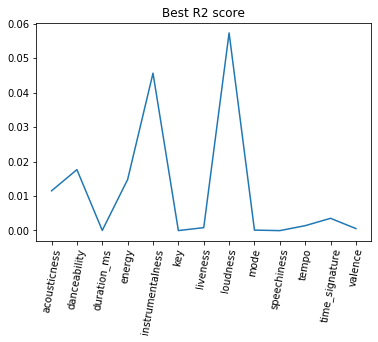 Best R2 score
0.06
0.05
0.04
0.03
0.02
0.01
0.00
acousticness
danceability
duration_ms
energy
instrumentalness
key
liveness
loudness
mode
speechiness
tempo
time_signature
valence